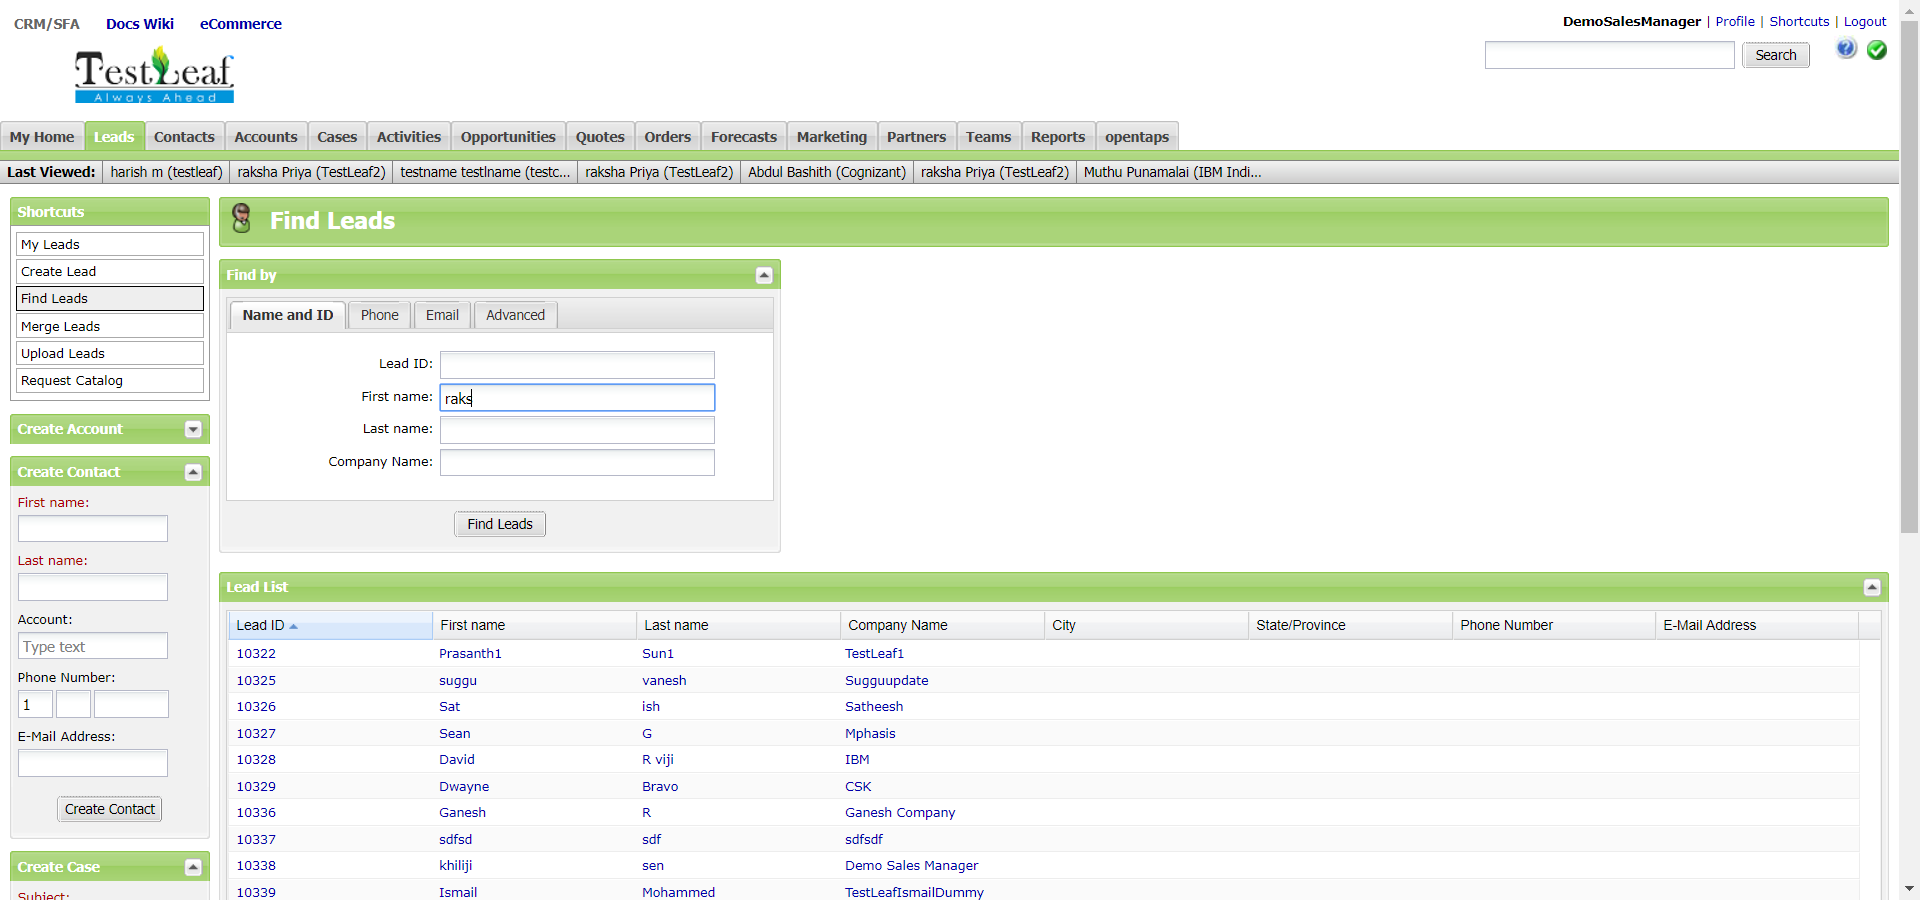 CRM/SFA Docs Wiki eCommerce
DemoSalesManager | Profile | Shortcuts | Logout
Search
TestLeaf
Always Ahead
My Home Leads Contacts Accounts Cases Activities Opportunities Quotes Orders Forecasts Marketing Partners Teams Reports opentaps
Last Viewed: harish m (testleaf) raksha Priya (TestLeaf2) testname testlname (testc... raksha Priya (TestLeaf2) Abdul Bashith (Cognizant) raksha Priya (TestLeaf2) Muthu Punamalai (IBM Indi...
Shortcuts
My Leads
Create Lead
Find Leads
Merge Leads
Upload Leads
Request Catalog
Create Account
Create Contact
First name:
Last name:
Account:
Type text
Phone Number:
1
E-Mail Address:
Create Contact
Create Case
Subject:
Find Leads
Find by
Name and ID Phone Email Advanced
Lead ID:
First name: raks
Last name:
Company Name:
Find Leads
Lead List
Lead ID First name Last name Company Name City State/Province Phone Number E-Mail Address
10322 Prasanth1 Sun1 TestLeaf1
10325 suggu vanesh Sugguupdate
10326 Sat ish Satheesh
10327 Sean G Mphasis
10328 David R viji IBM
10329 Dwayne Bravo CSK
10336 Ganesh R Ganesh Company
10337 sdfsd sdf sdfsdf
10338 khiliji sen Demo Sales Manager
10339 Ismail Mohammed TestLeafIsmailDummy